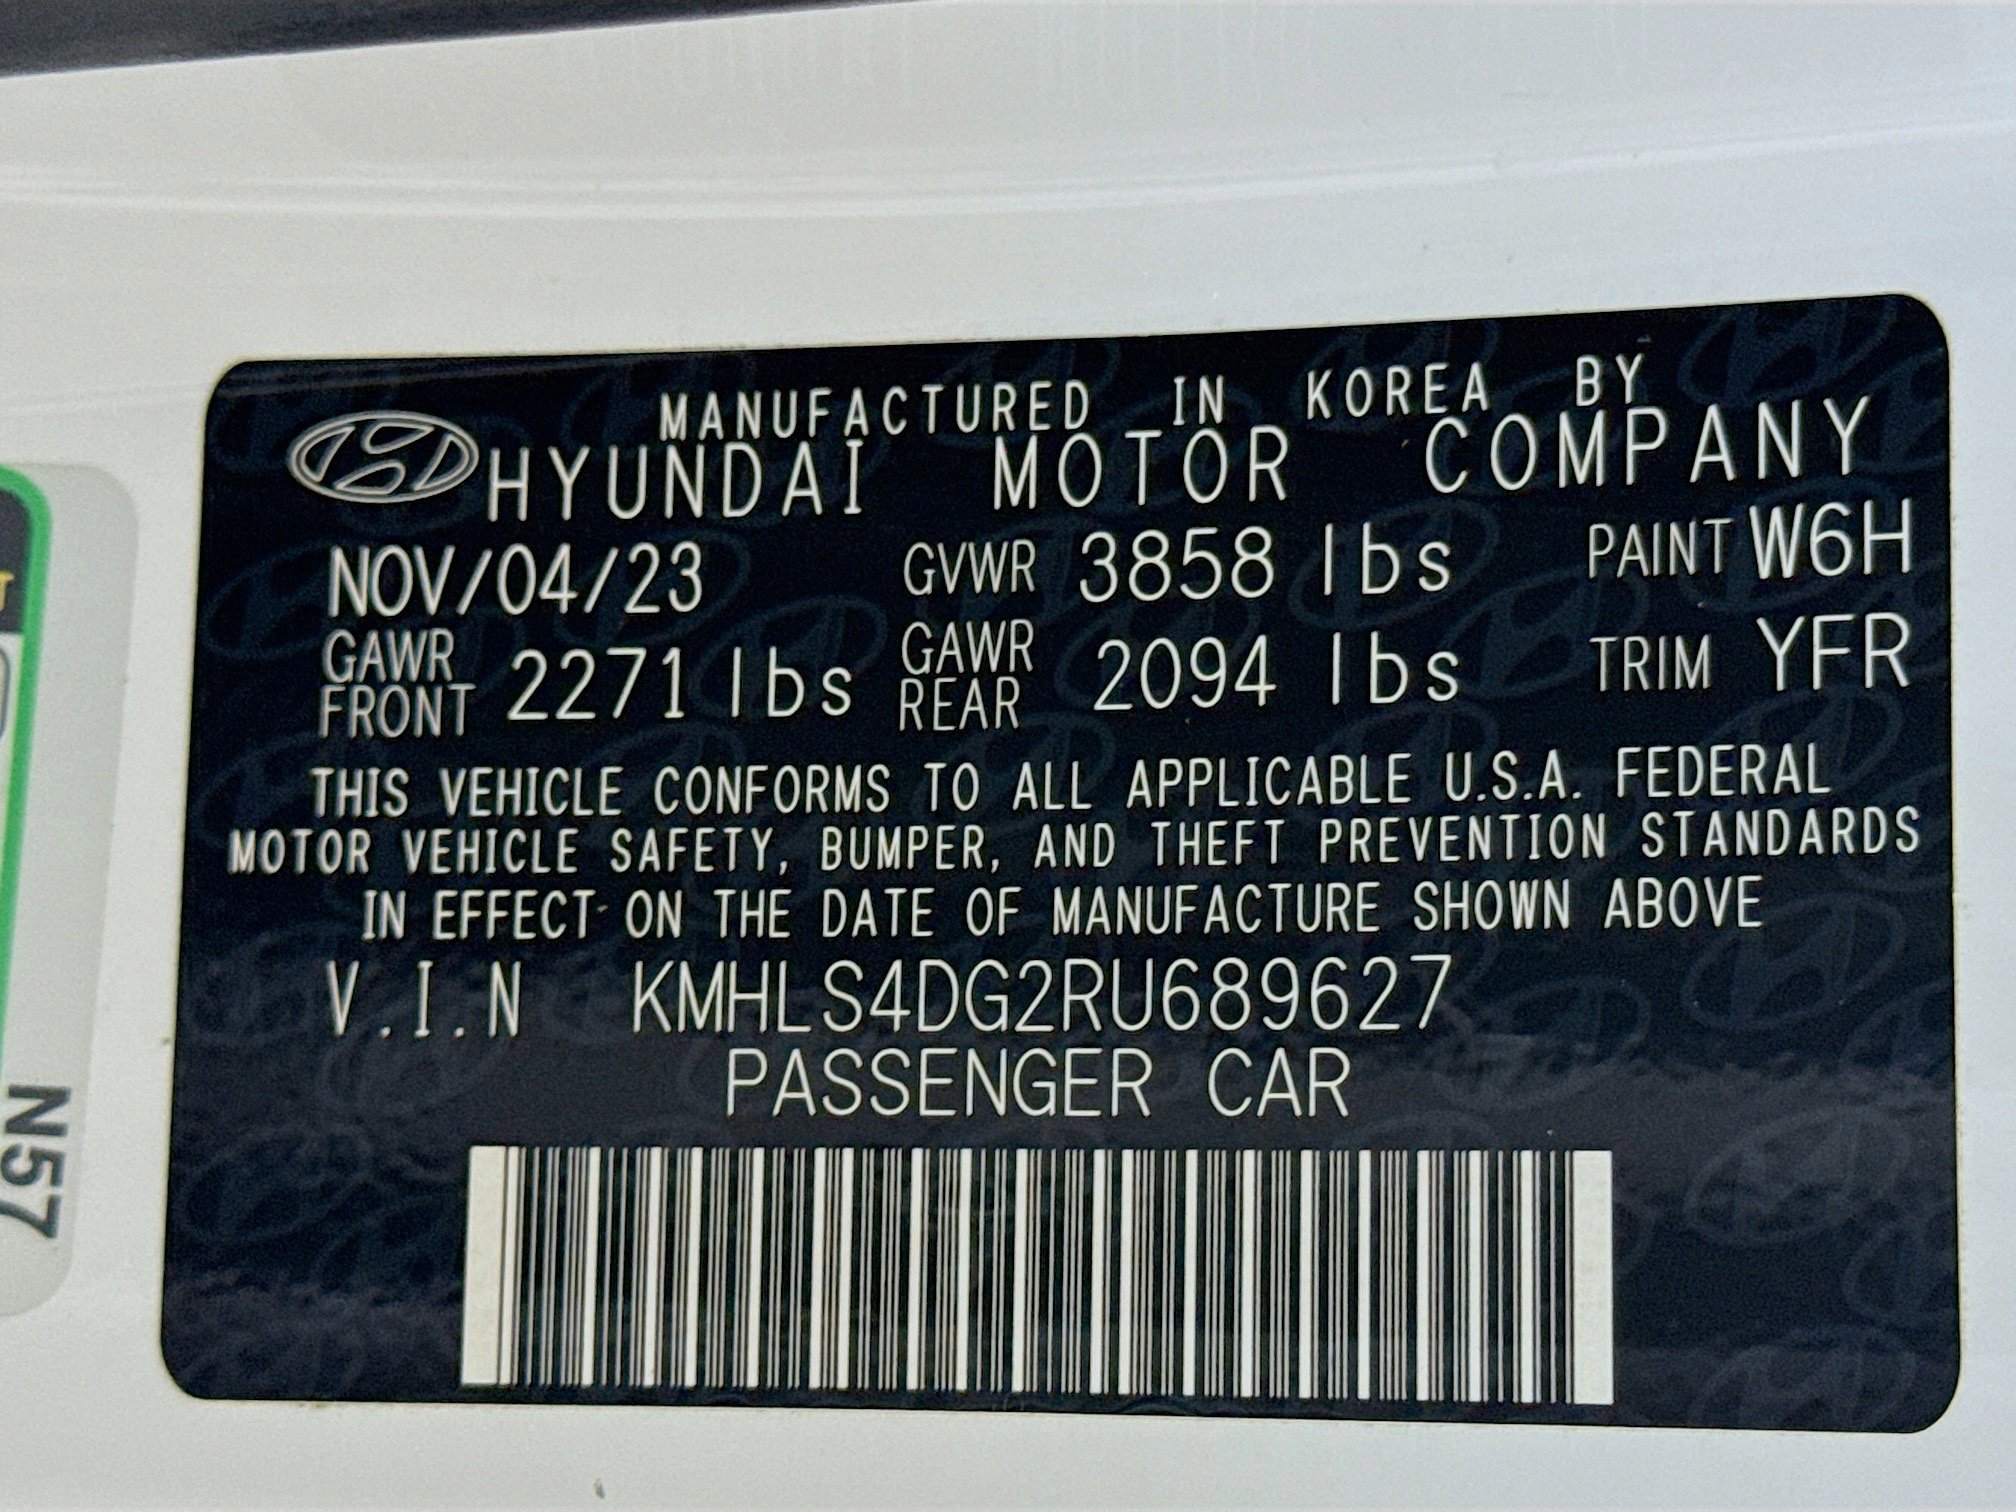 MANUFACTURED IN KOREA BY
HYUNDAI MOTOR COMPANY
NOV/04/23 GVWR 3858 lbs PAINT W6H
GAWR FRONT 2271 lbs GAWR REAR 2094 lbs TRIM YFR
THIS VEHICLE CONFORMS TO ALL APPLICABLE U.S.A. FEDERAL
MOTOR VEHICLE SAFETY, BUMPER, AND THEFT PREVENTION STANDARDS
IN EFFECT ON THE DATE OF MANUFACTURE SHOWN ABOVE
V.I.N KMHLS4DG2RU689627
PASSENGER CAR
N57